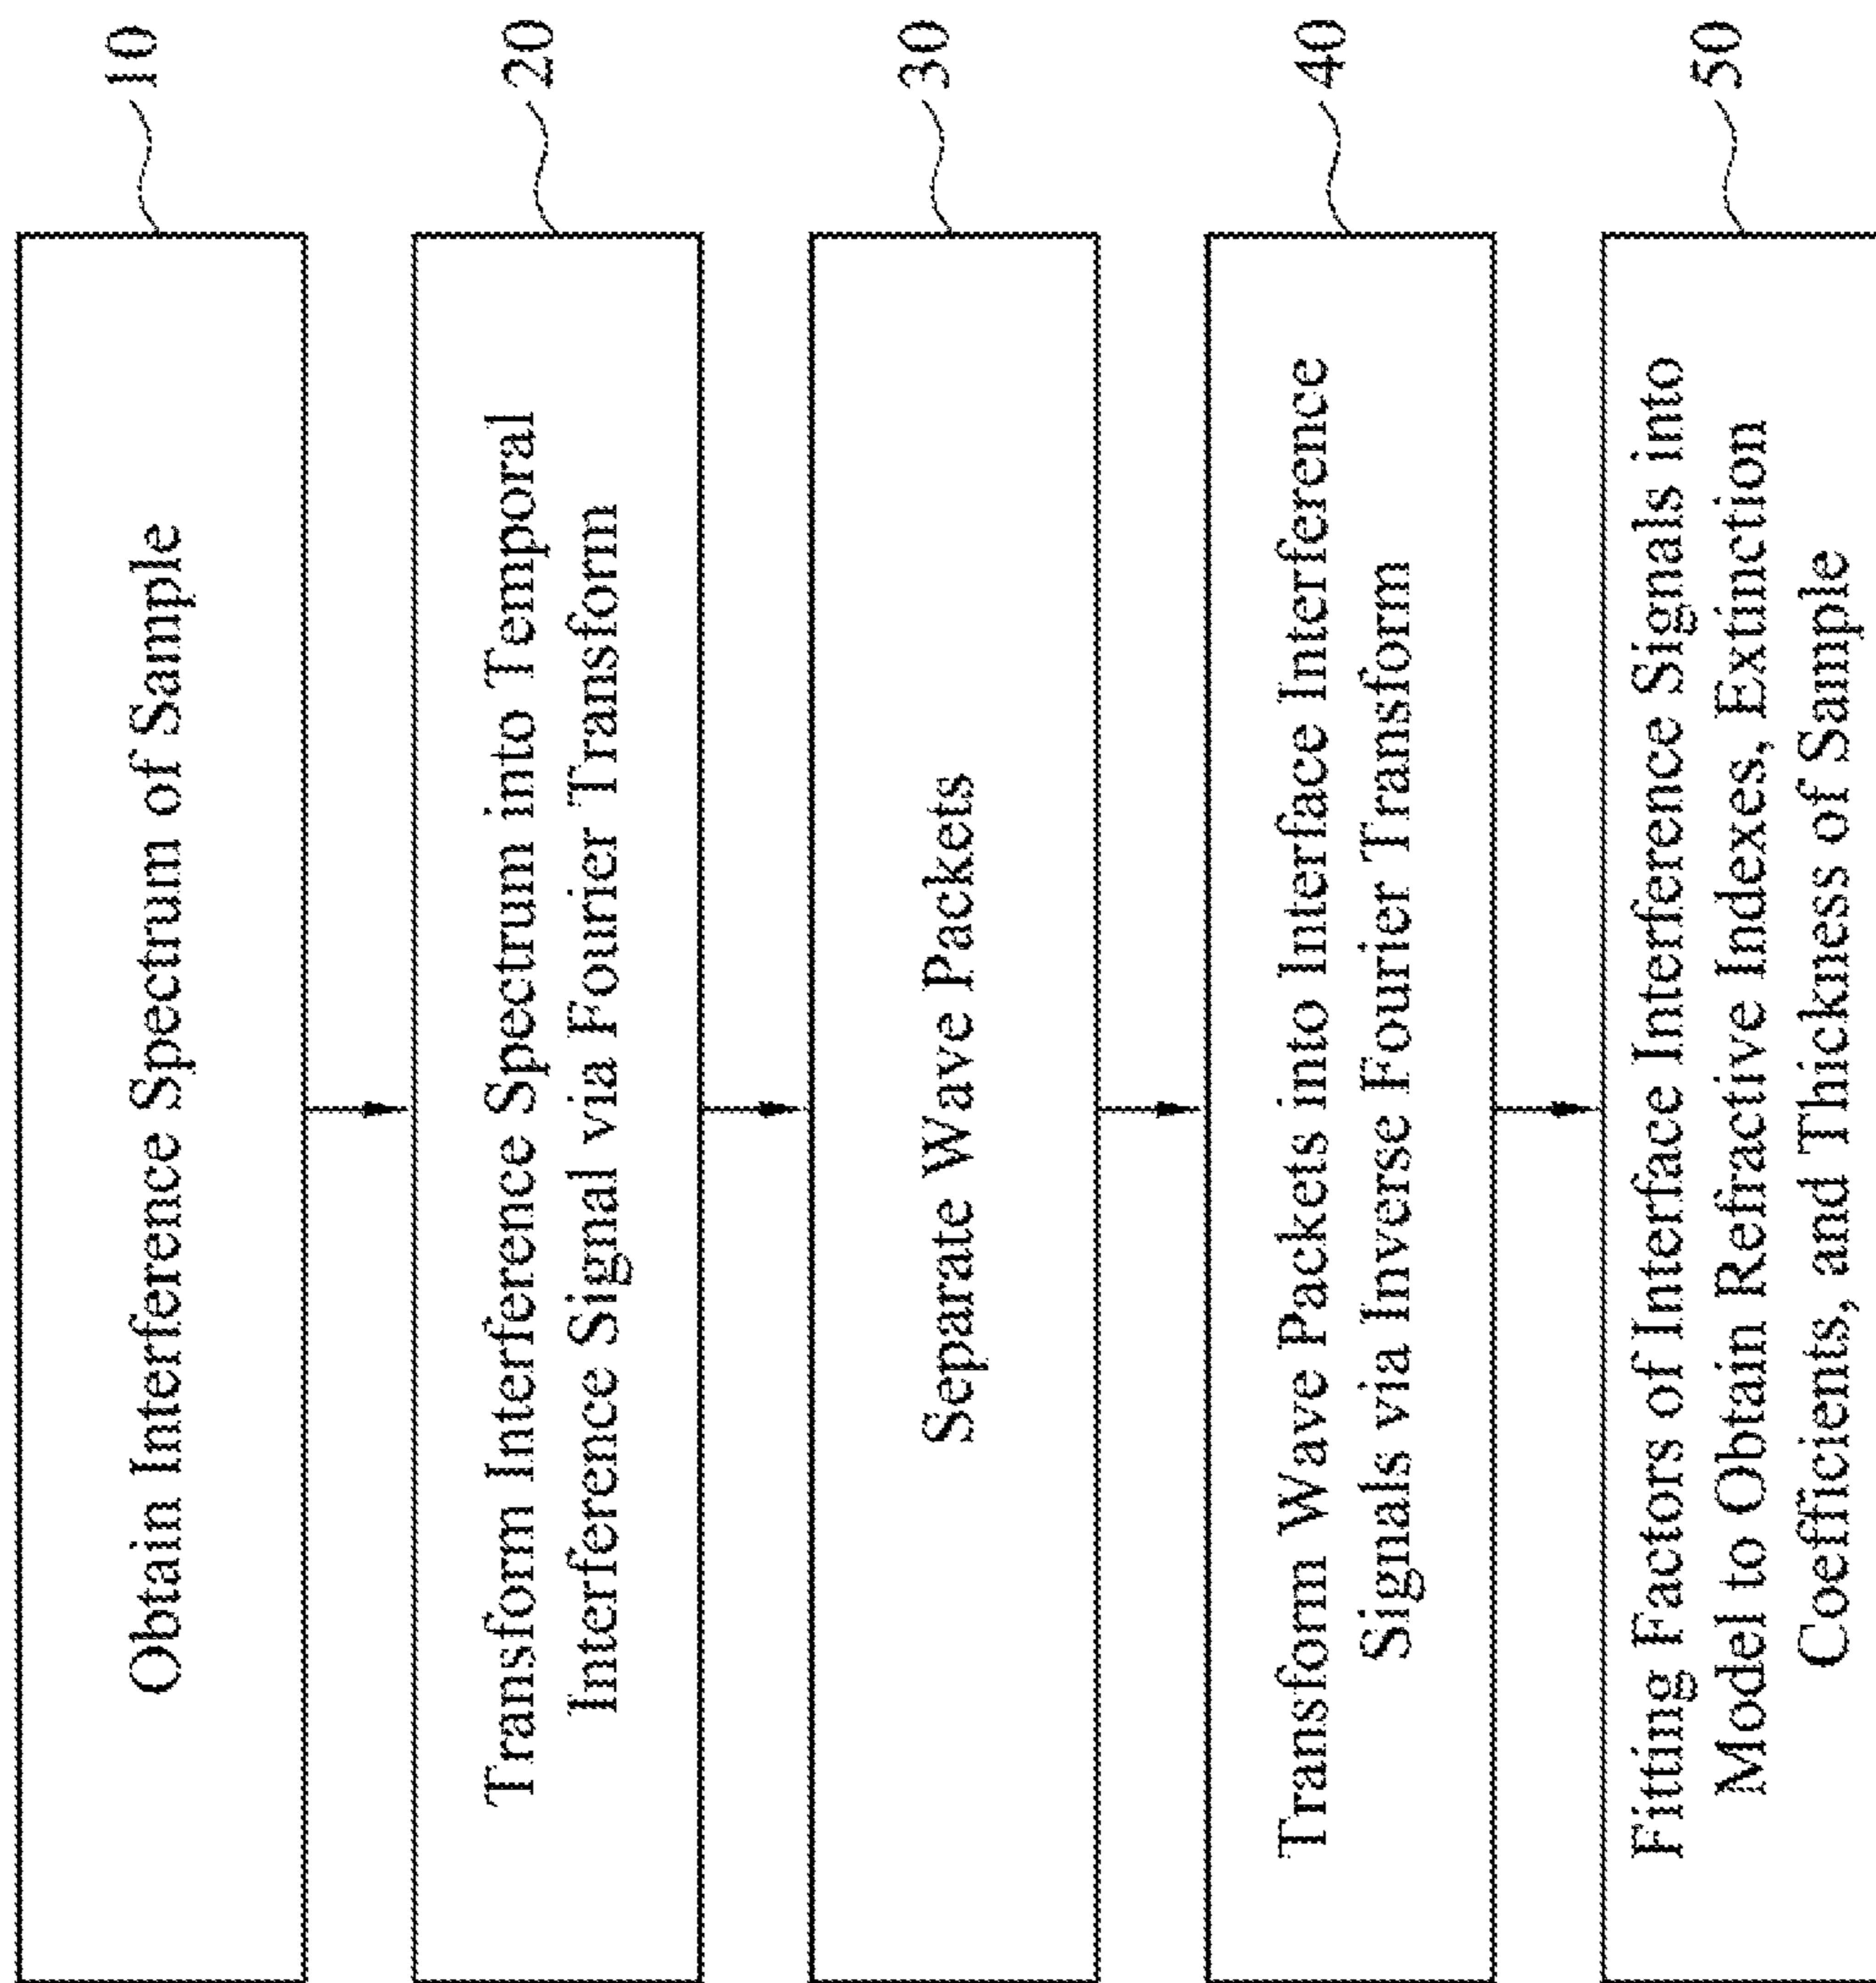 10
Obtain Interference Spectrum of Sample
20
Transform Interference Spectrum into Temporal
Interference Signal via Fourier Transform
30
Separate Wave Packets
40
Transform Wave Packets into Interface Interference
Signals via Inverse Fourier Transform
50
Fitting Factors of Interface Interference Signals into
Model to Obtain Refractive Indexes, Extinction
Coefficients, and Thickness of Sample